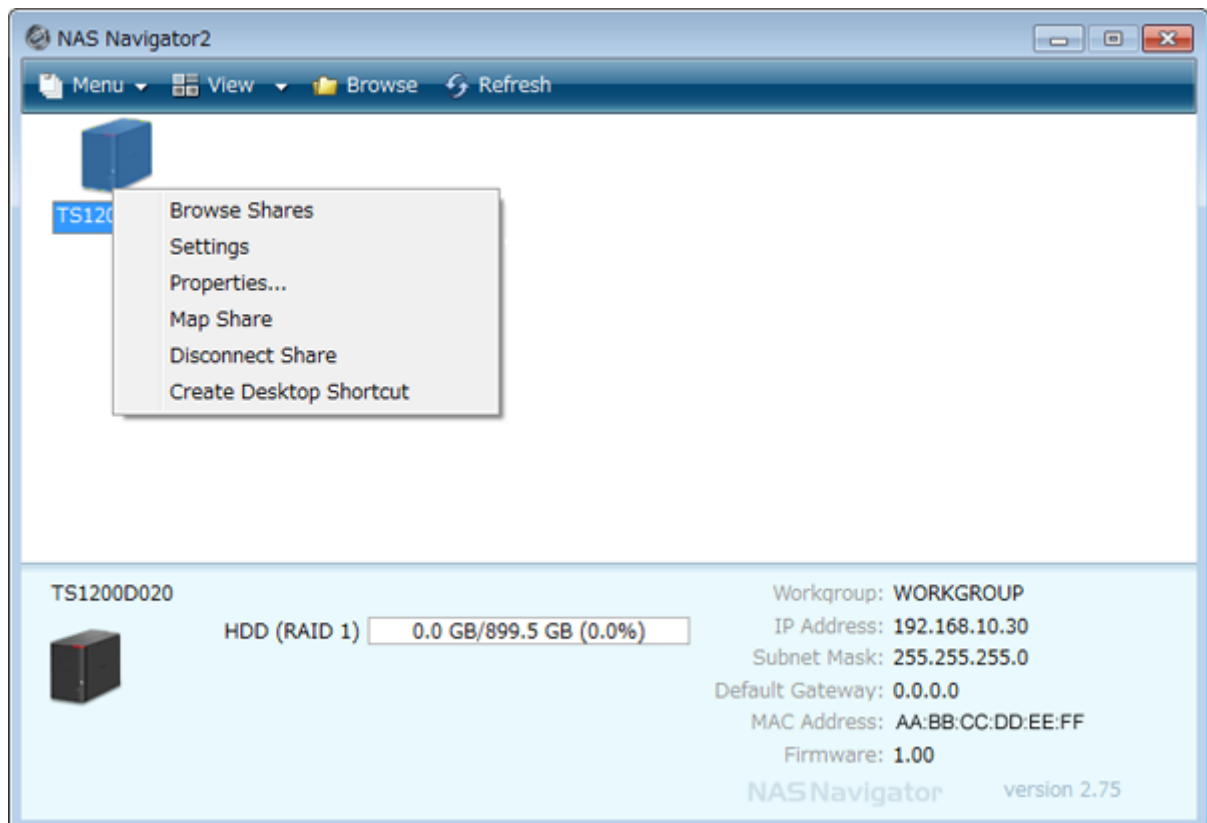 NAS Navigator2
Menu View Browse Refresh
TS120
Browse Shares
Settings
Properties...
Map Share
Disconnect Share
Create Desktop Shortcut
TS1200D020
HDD (RAID 1) 0.0 GB/899.5 GB (0.0%)
Workgroup: WORKGROUP
IP Address: 192.168.10.30
Subnet Mask: 255.255.255.0
Default Gateway: 0.0.0.0
MAC Address: AA:BB:CC:DD:EE:FF
Firmware: 1.00
NAS Navigator version 2.75